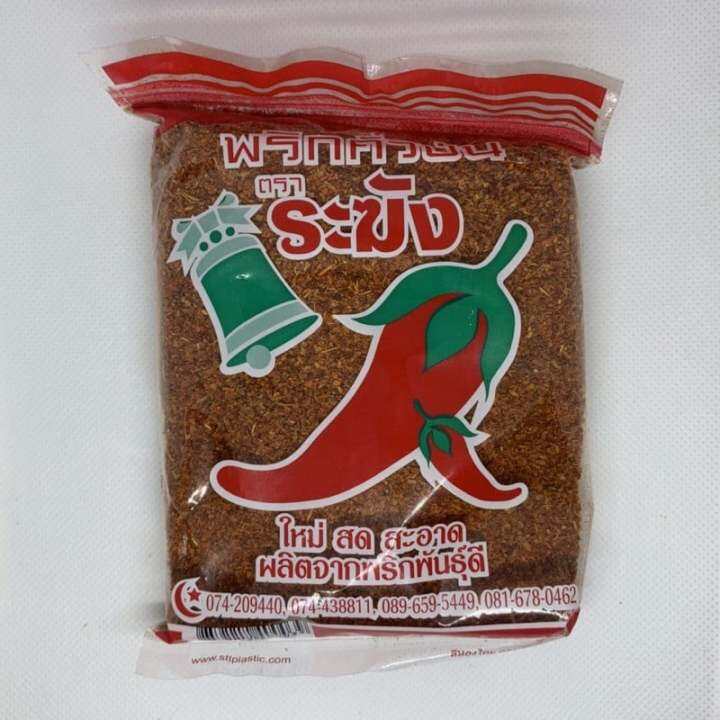 พริกคั่วป่น
ตรา
ระฆัง
ใหม่ สด สะอาด
ผลิตจากพริกพันธุ์ดี
074-209440, 074-438811, 089-659-5449, 081-678-0462
www.stlplastic.com